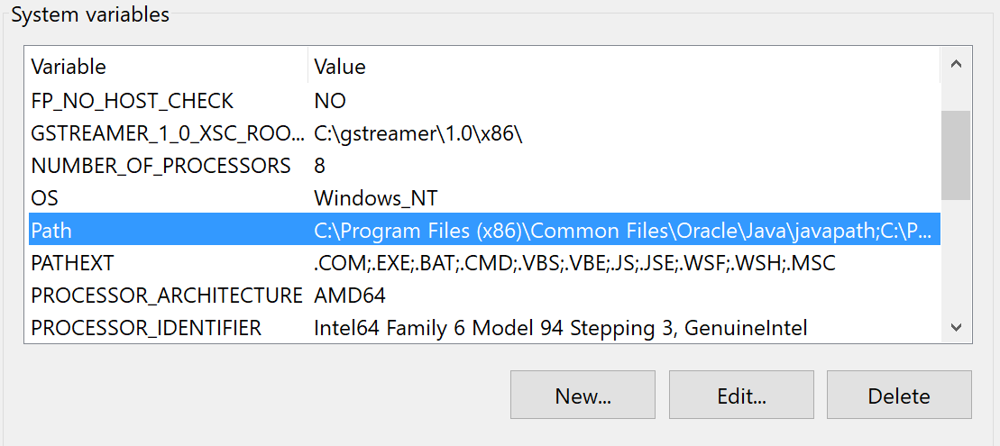 System variables
Variable Value
FP_NO_HOST_CHECK NO
GSTREAMER_1_0_XSC_ROO... C:\gstreamer\1.0\x86\
NUMBER_OF_PROCESSORS 8
OS Windows_NT
Path C:\Program Files (x86)\Common Files\Oracle\Java\javapath;C:\P...
PATHEXT .COM;.EXE;.BAT;.CMD;.VBS;.VBE;.JS;.JSE;.WSF;.WSH;.MSC
PROCESSOR_ARCHITECTURE AMD64
PROCESSOR_IDENTIFIER Intel64 Family 6 Model 94 Stepping 3, GenuineIntel
New... Edit... Delete